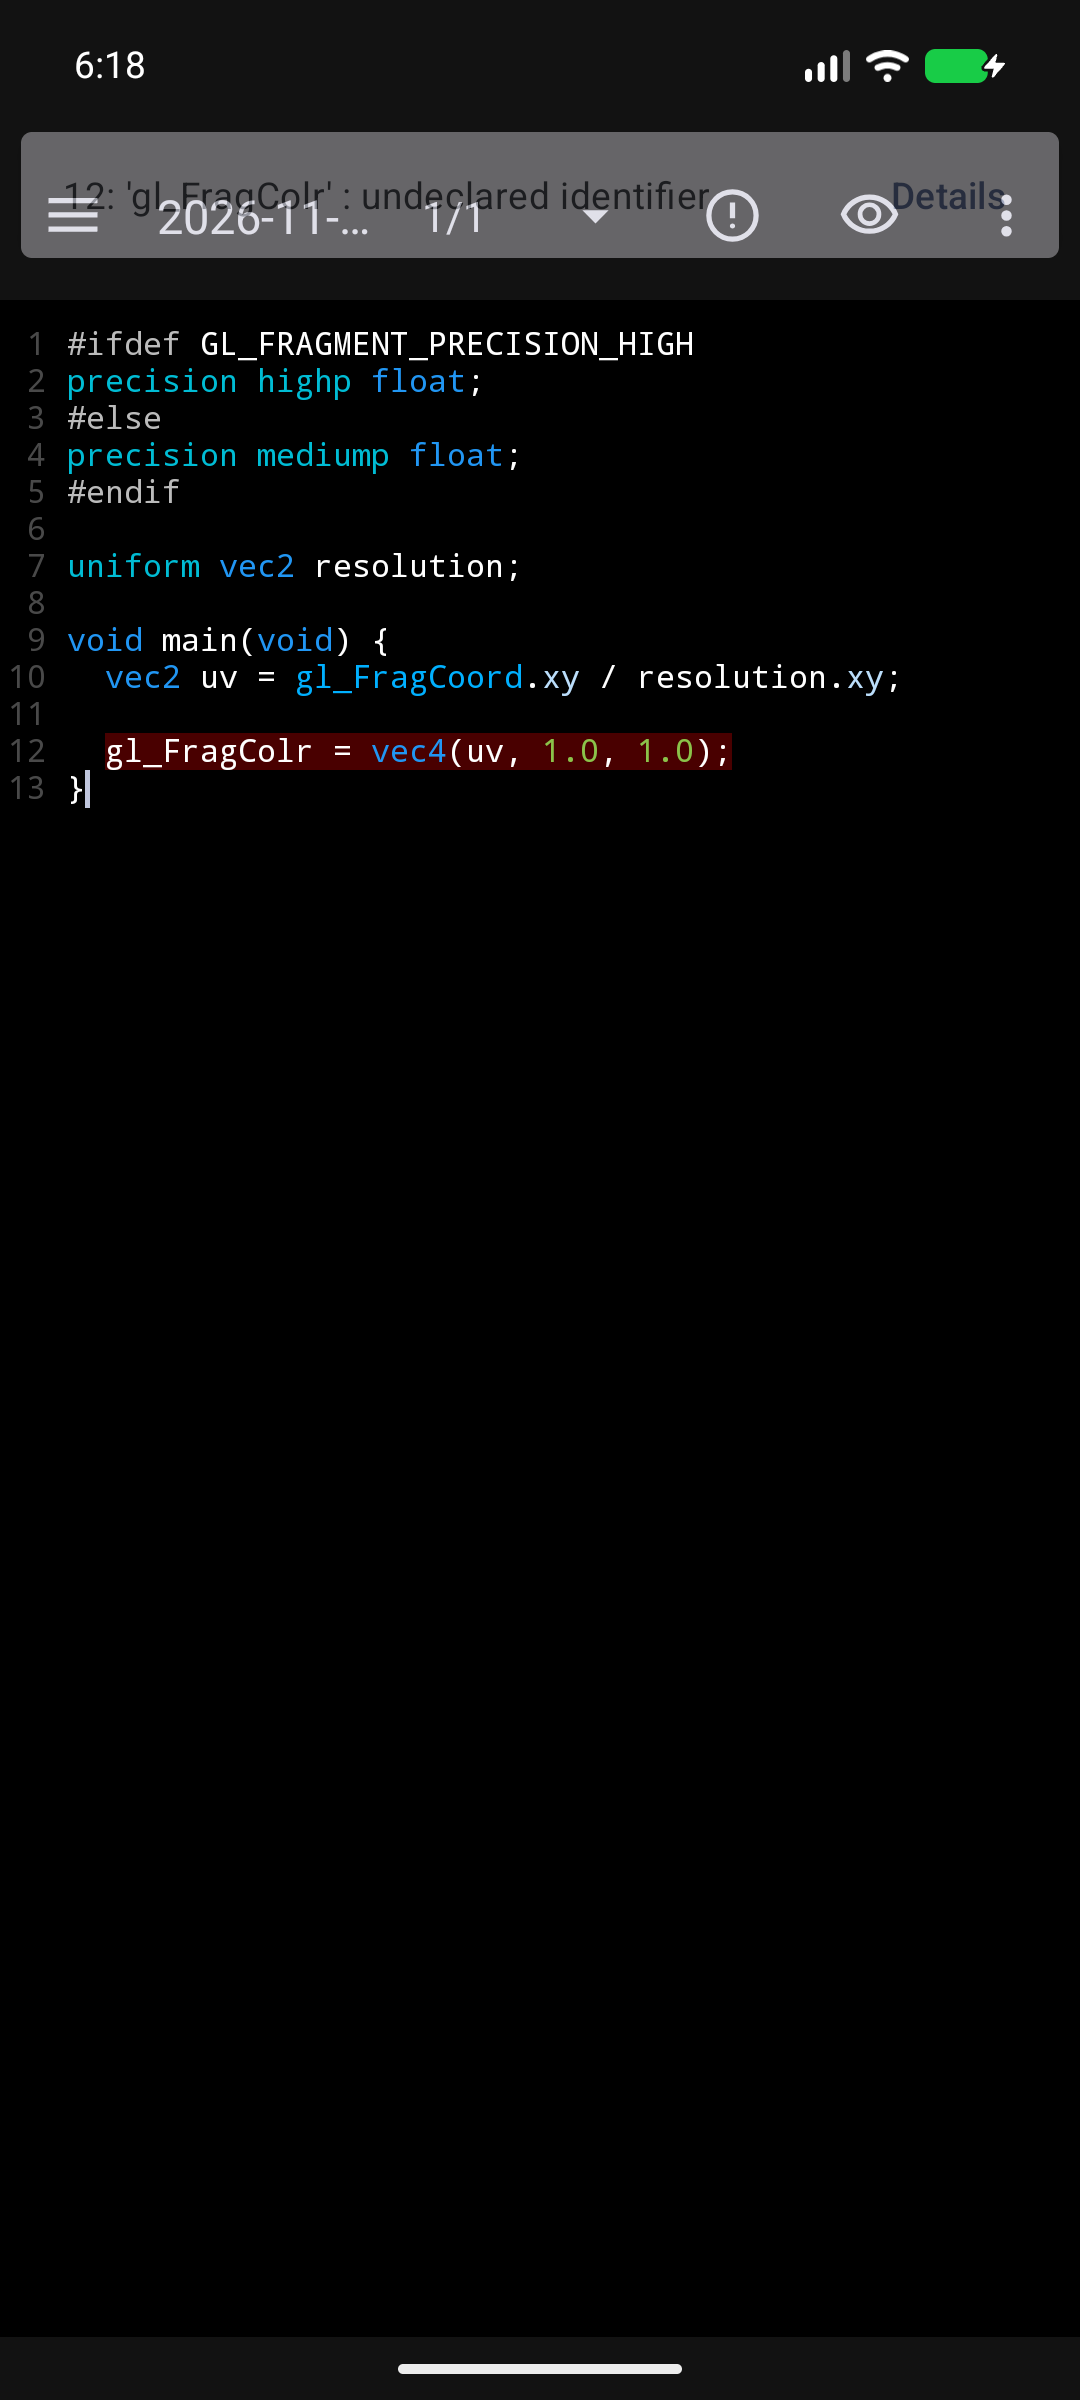 6:18
12: 'gl_FragColr' : undeclared identifier Details
2026-11-... 1/1
1 #ifdef GL_FRAGMENT_PRECISION_HIGH
2 precision highp float;
3 #else
4 precision mediump float;
5 #endif
6
7 uniform vec2 resolution;
8
9 void main(void) {
10   vec2 uv = gl_FragCoord.xy / resolution.xy;
11
12   gl_FragColr = vec4(uv, 1.0, 1.0);
13 }